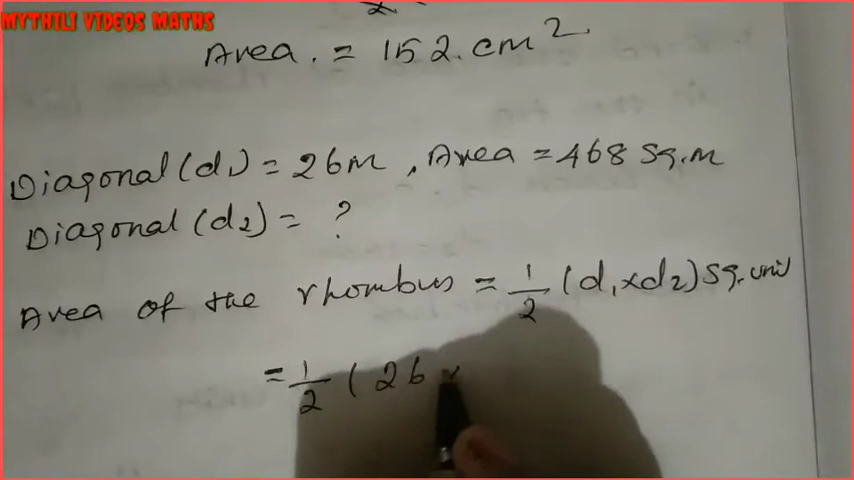 MYTHILI VIDEOS MATHS
Area . = 152. cm²
Diagonal (d₁) = 26m , Area = 468 Sq.m
Diagonal (d₂) = ?
Area of the rhombus = 1/2 (d₁×d₂) Sq. unit
= 1/2 ( 26 ×